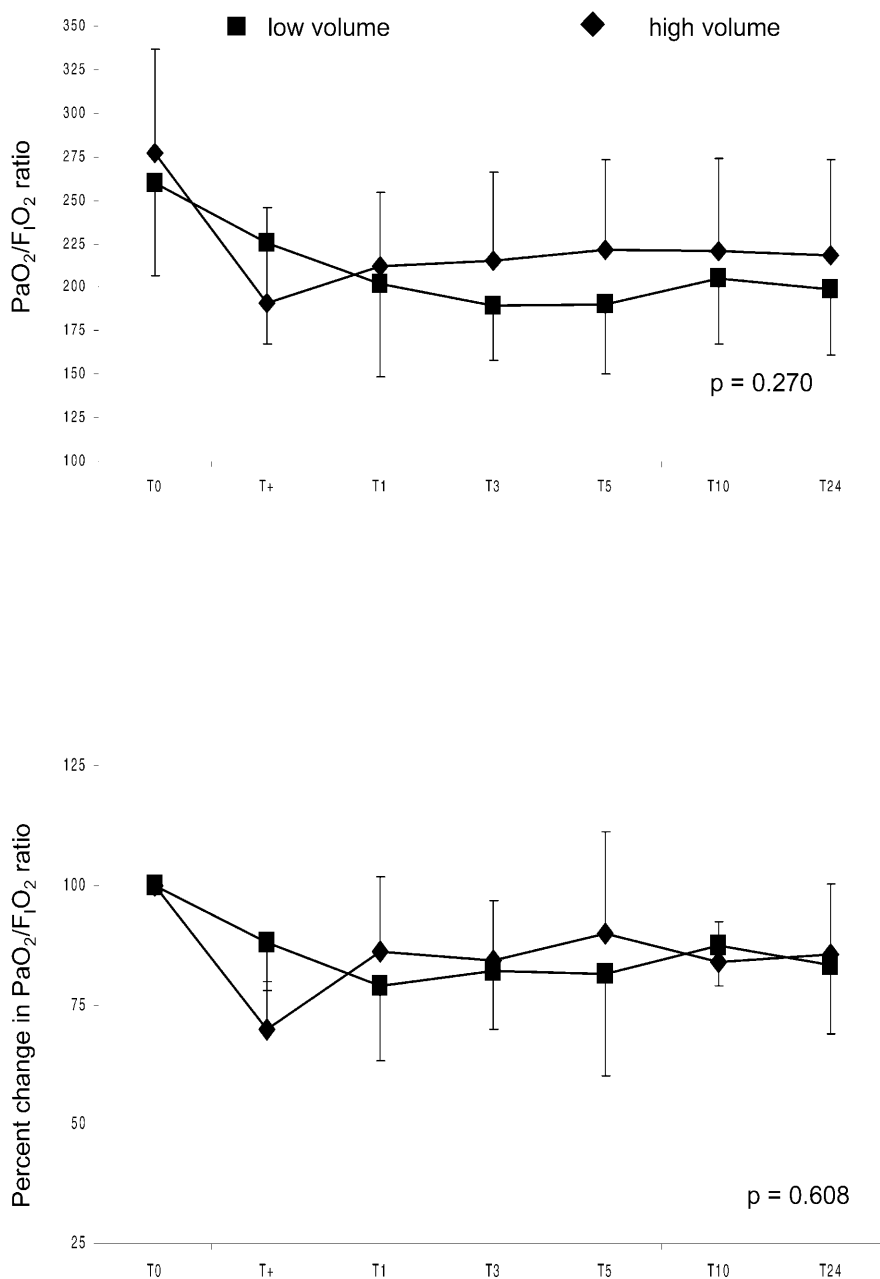 low volume high volume
350
325
300
275
250
225
200
175
150
125
100
PaO₂/FIO₂ ratio
p = 0.270
T0 T+ T1 T3 T5 T10 T24
125
100
75
50
25
Percent change in PaO₂/FIO₂ ratio
p = 0.608
T0 T+ T1 T3 T5 T10 T24